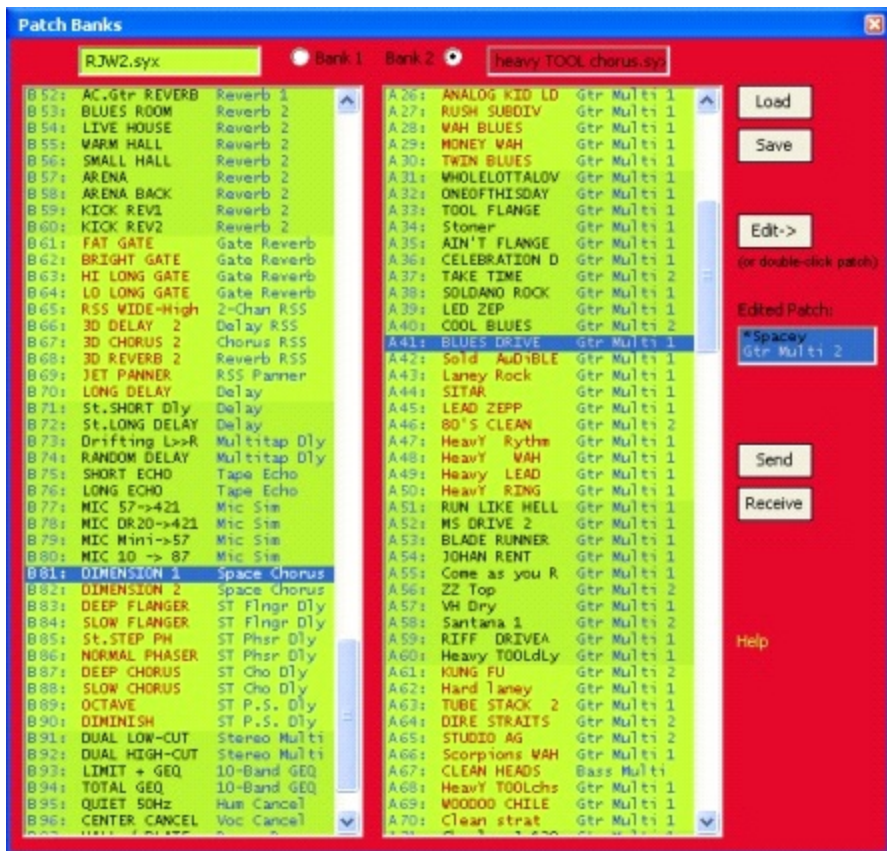 Patch Banks
RJW2.syx Bank 1 Bank 2 heavy TOOL chorus.sy
B 52: AC.Gtr REVERB Reverb 1
B 53: BLUES ROOM Reverb 2
B 54: LIVE HOUSE Reverb 2
B 55: WARM HALL Reverb 2
B 56: SMALL HALL Reverb 2
B 57: ARENA Reverb 2
B 58: ARENA BACK Reverb 2
B 59: KICK REV1 Reverb 2
B 60: KICK REV2 Reverb 2
B 61: FAT GATE Gate Reverb
B 62: BRIGHT GATE Gate Reverb
B 63: HI LONG GATE Gate Reverb
B 64: LO LONG GATE Gate Reverb
B 65: RSS WIDE-High 2-Chan RSS
B 66: 3D DELAY 2 Delay RSS
B 67: 3D CHORUS 2 Chorus RSS
B 68: 3D REVERB 2 Reverb RSS
B 69: JET PANNER RSS Panner
B 70: LONG DELAY Delay
B 71: St.SHORT Dly Delay
B 72: St.LONG DELAY Delay
B 73: Drifting L>>R Multitap Dly
B 74: RANDOM DELAY Multitap Dly
B 75: SHORT ECHO Tape Echo
B 76: LONG ECHO Tape Echo
B 77: MIC 57->421 Mic Sim
B 78: MIC DR20->421 Mic Sim
B 79: MIC Mini->57 Mic Sim
B 80: MIC 10 -> 87 Mic Sim
B 81: DIMENSION 1 Space Chorus
B 82: DIMENSION 2 Space Chorus
B 83: DEEP FLANGER ST Flngr Dly
B 84: SLOW FLANGER ST Flngr Dly
B 85: St.STEP PH ST Phsr Dly
B 86: NORMAL PHASER ST Phsr Dly
B 87: DEEP CHORUS ST Cho Dly
B 88: SLOW CHORUS ST Cho Dly
B 89: OCTAVE ST P.S. Dly
B 90: DIMINISH ST P.S. Dly
B 91: DUAL LOW-CUT Stereo Multi
B 92: DUAL HIGH-CUT Stereo Multi
B 93: LIMIT + GEQ 10-Band GEQ
B 94: TOTAL GEQ 10-Band GEQ
B 95: QUIET 50Hz Hum Cancel
B 96: CENTER CANCEL Voc Cancel
A 26: ANALOG KID LD Gtr Multi 1
A 27: RUSH SUBDIV Gtr Multi 1
A 28: WAH BLUES Gtr Multi 1
A 29: MONEY WAH Gtr Multi 1
A 30: TWIN BLUES Gtr Multi 1
A 31: WHOLELOTTALOV Gtr Multi 1
A 32: ONEOFTHISDAY Gtr Multi 1
A 33: TOOL FLANGE Gtr Multi 1
A 34: Stoner Gtr Multi 1
A 35: AIN'T FLANGE Gtr Multi 1
A 36: CELEBRATION D Gtr Multi 1
A 37: TAKE TIME Gtr Multi 2
A 38: SOLDANO ROCK Gtr Multi 1
A 39: LED ZEP Gtr Multi 1
A 40: COOL BLUES Gtr Multi 2
A 41: BLUES DRIVE Gtr Multi 1
A 42: Sold AuDiBLE Gtr Multi 1
A 43: Laney Rock Gtr Multi 1
A 44: SITAR Gtr Multi 1
A 45: LEAD ZEPP Gtr Multi 1
A 46: 80'S CLEAN Gtr Multi 2
A 47: HeavY Rythm Gtr Multi 1
A 48: HeavY WAH Gtr Multi 1
A 49: Heavy LEAD Gtr Multi 1
A 50: HeavY RING Gtr Multi 1
A 51: RUN LIKE HELL Gtr Multi 1
A 52: MS DRIVE 2 Gtr Multi 1
A 53: BLADE RUNNER Gtr Multi 1
A 54: JOHAN RENT Gtr Multi 1
A 55: Come as you R Gtr Multi 1
A 56: ZZ Top Gtr Multi 2
A 57: VH Dry Gtr Multi 1
A 58: Santana 1 Gtr Multi 2
A 59: RIFF DRIVEA Gtr Multi 1
A 60: Heavy TOOLdLy Gtr Multi 1
A 61: KUNG FU Gtr Multi 2
A 62: Hard laney Gtr Multi 1
A 63: TUBE STACK 2 Gtr Multi 1
A 64: DIRE STRAITS Gtr Multi 2
A 65: STUDIO AG Gtr Multi 2
A 66: Scorpions WAH Gtr Multi 1
A 67: CLEAN HEADS Bass Multi
A 68: HeavY TOOLchs Gtr Multi 1
A 69: WOODOO CHILE Gtr Multi 1
A 70: Clean strat Gtr Multi 1
Load
Save
Edit->
(or double-click patch)
Edited Patch:
*Spacey
Gtr Multi 2
Send
Receive
Help